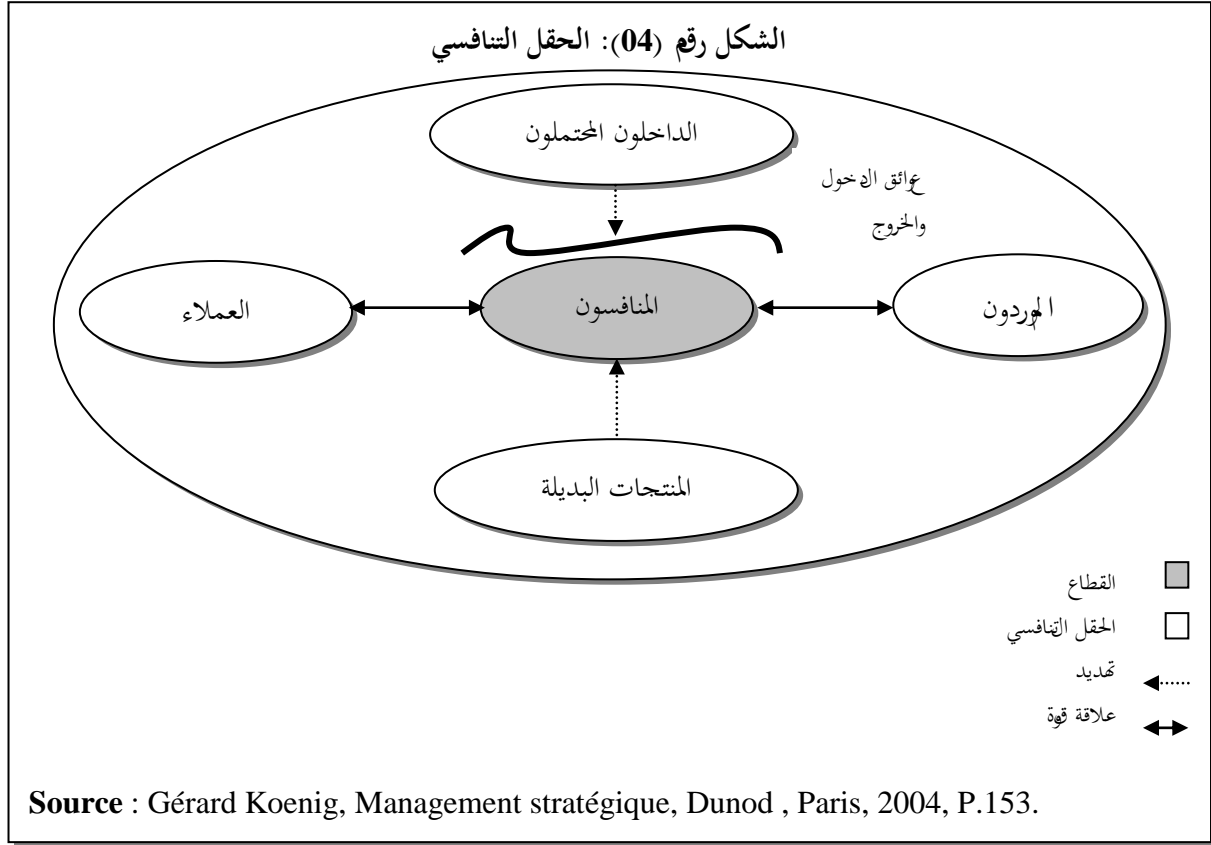 الشكل رقم (04): الحقل التنافسي
الداخلون المحتملون
عوائق الدخول
والخروج
الموردون
المنافسون
العملاء
المنتجات البديلة
القطاع
الحقل التنافسي
تهديد
علاقة قوة
Source : Gérard Koenig, Management stratégique, Dunod , Paris, 2004, P.153.